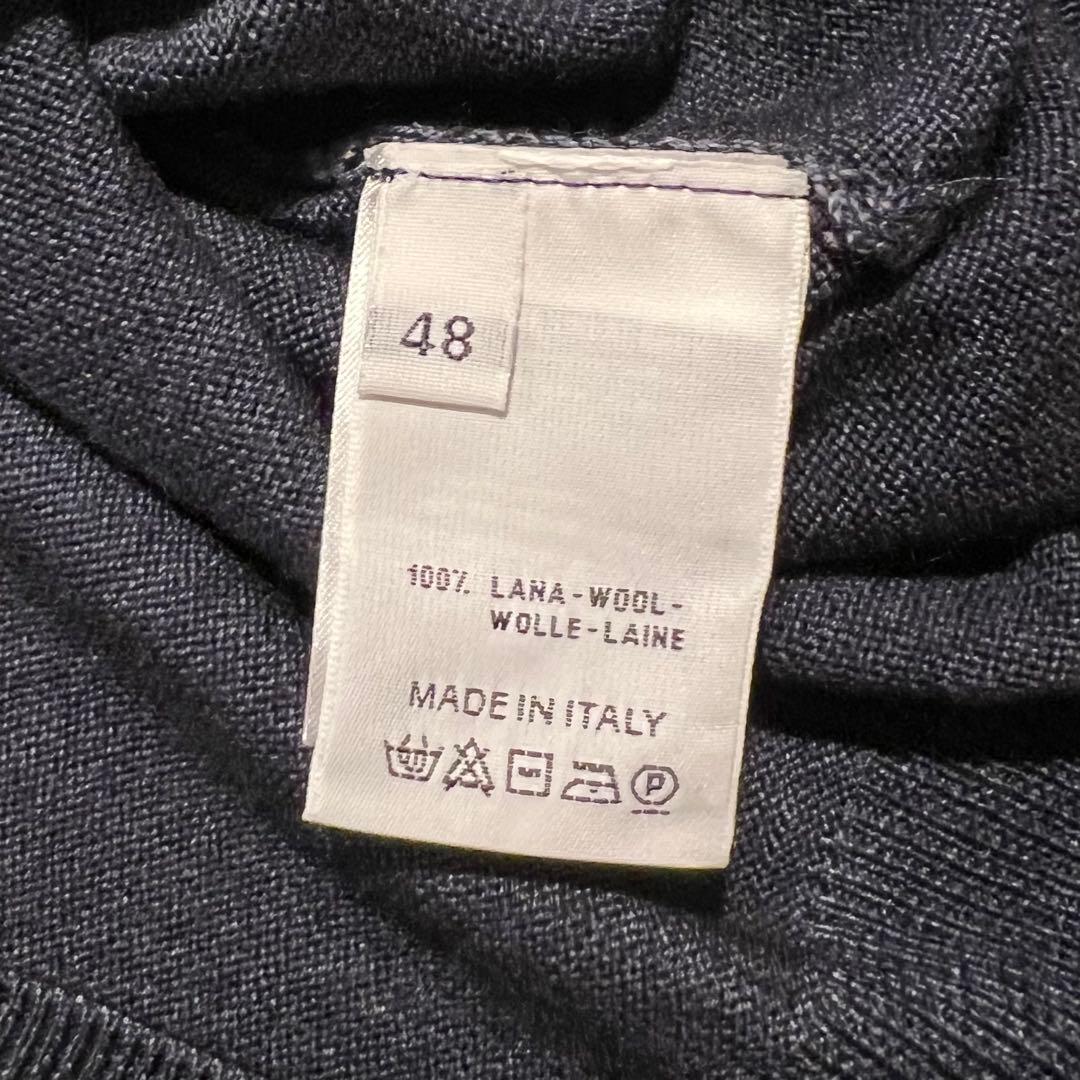 48
100% LANA-WOOL-
WOLLE-LAINE
MADE IN ITALY
P